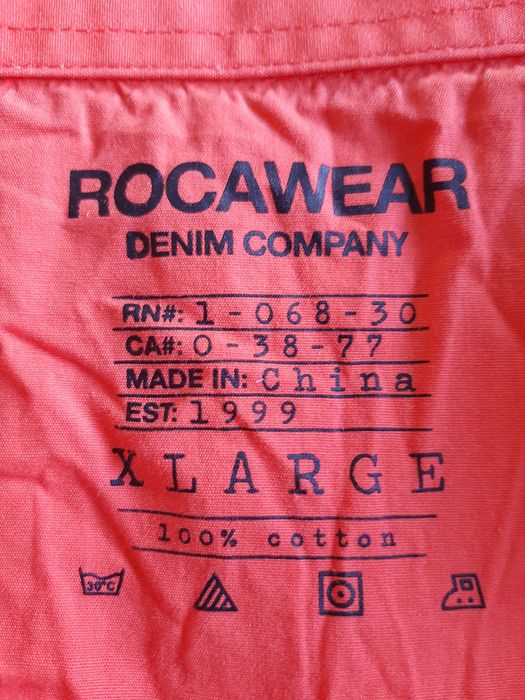 ROCAWEAR
DENIM COMPANY
RN#: 1-068-30
CA#: 0-38-77
MADE IN: China
EST: 1999
XLARGE
100% cotton
30°C